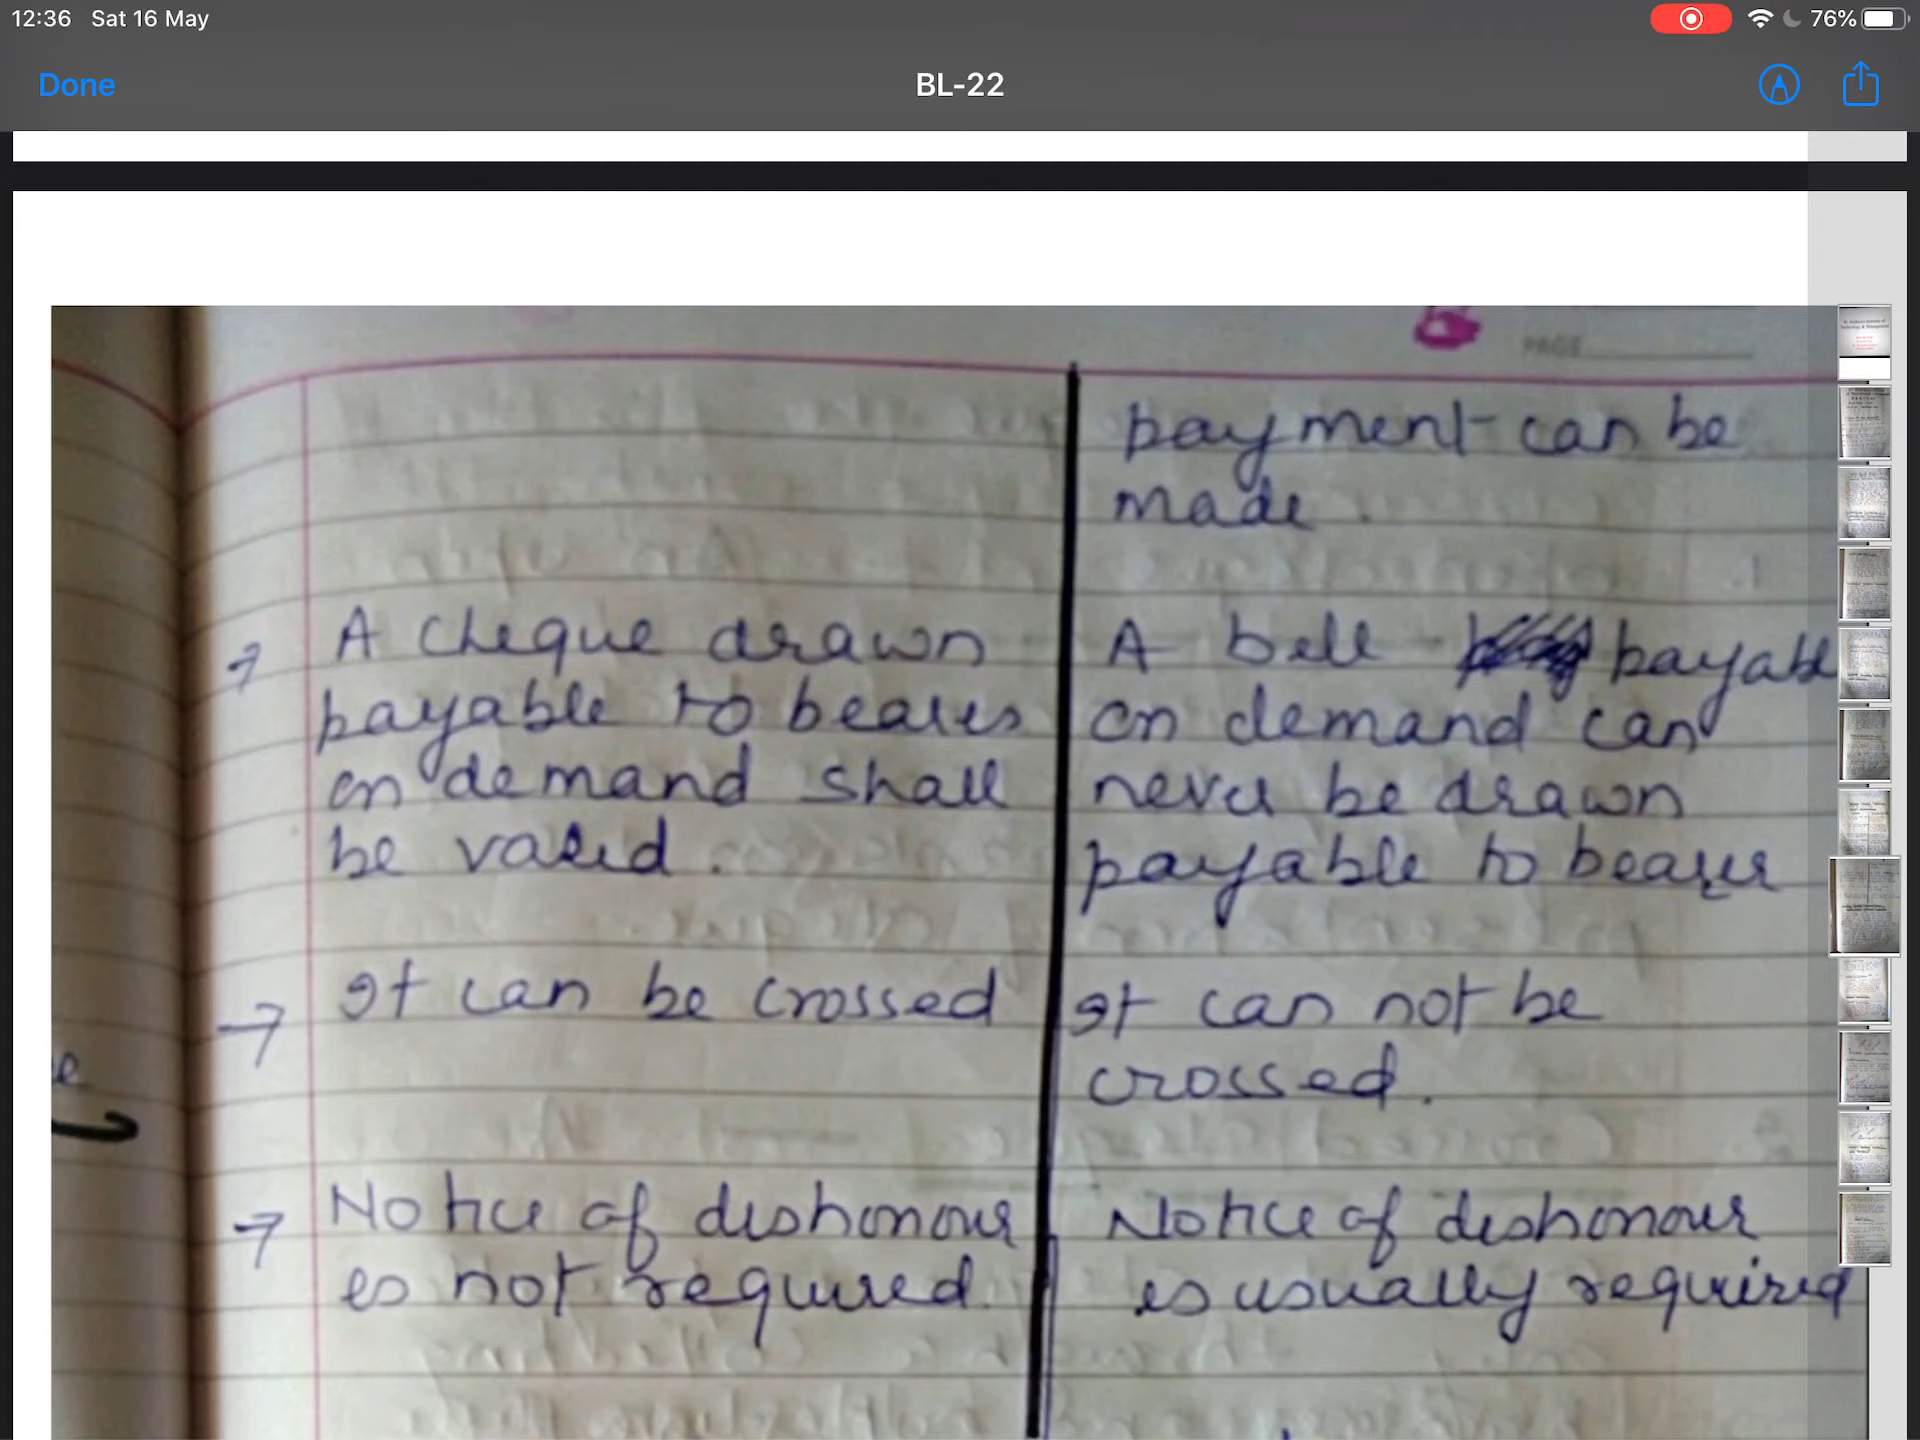 12:36 Sat 16 May
76%
Done
BL-22
PAGE
payment can be
made.
A cheque drawn
payable to bearer
on demand shall
be valid.
A bill payable
on demand can
never be drawn
payable to bearer
It can be crossed
It can not be
crossed.
Notice of dishonour
is not required.
Notice of dishonour
is usually required